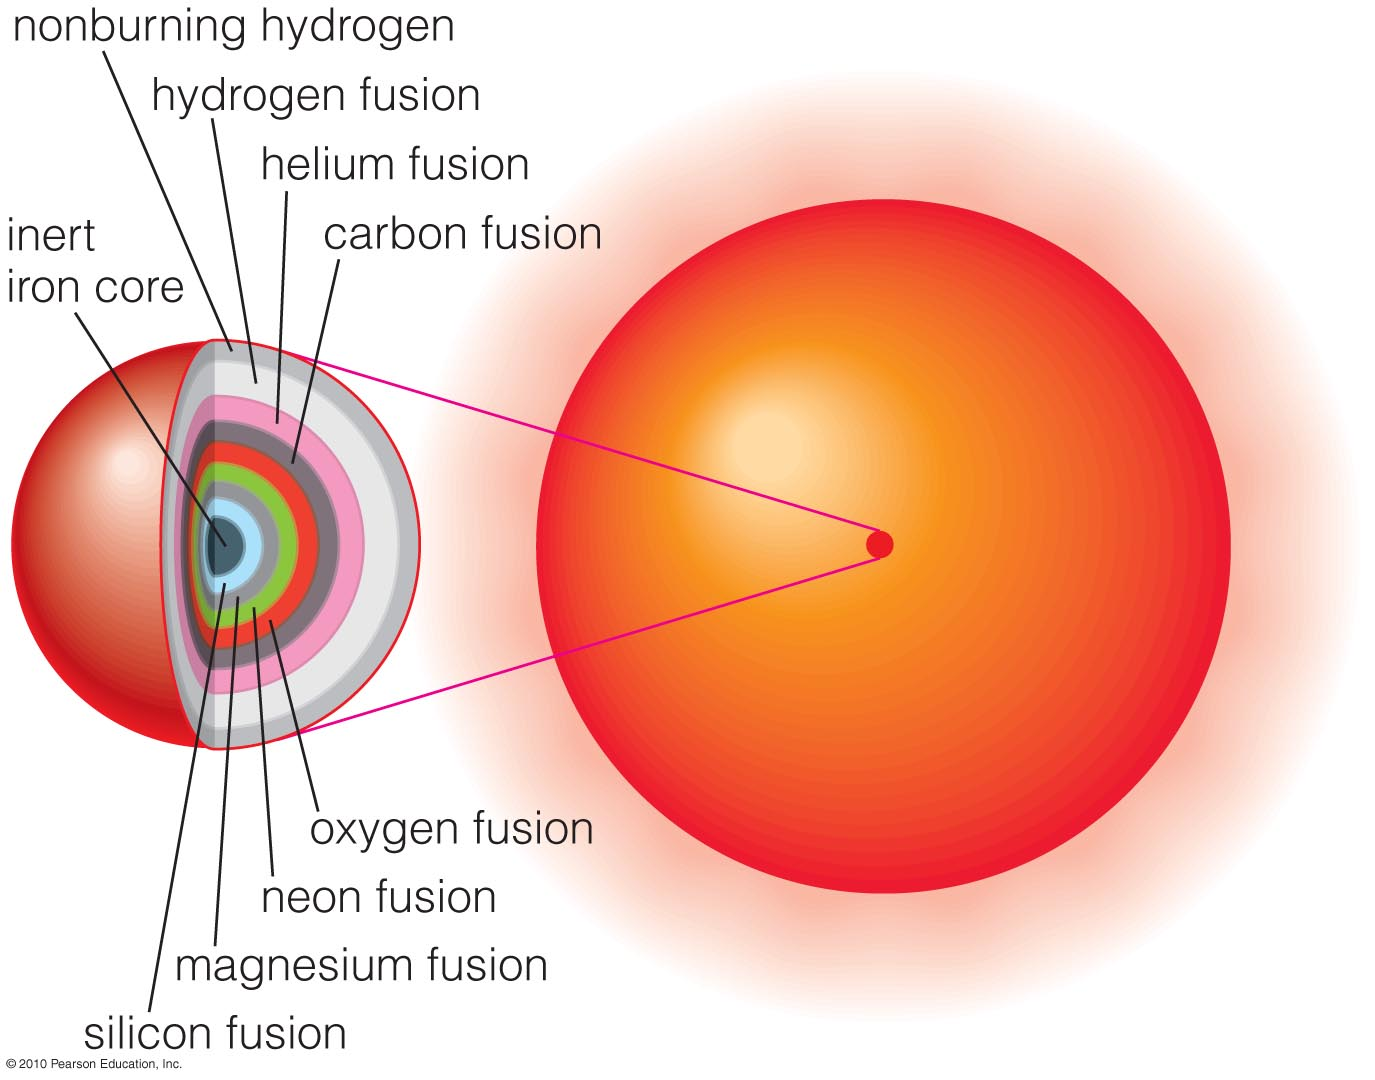 nonburning hydrogen
hydrogen fusion
helium fusion
carbon fusion
inert
iron core
oxygen fusion
neon fusion
magnesium fusion
silicon fusion
© 2010 Pearson Education, Inc.